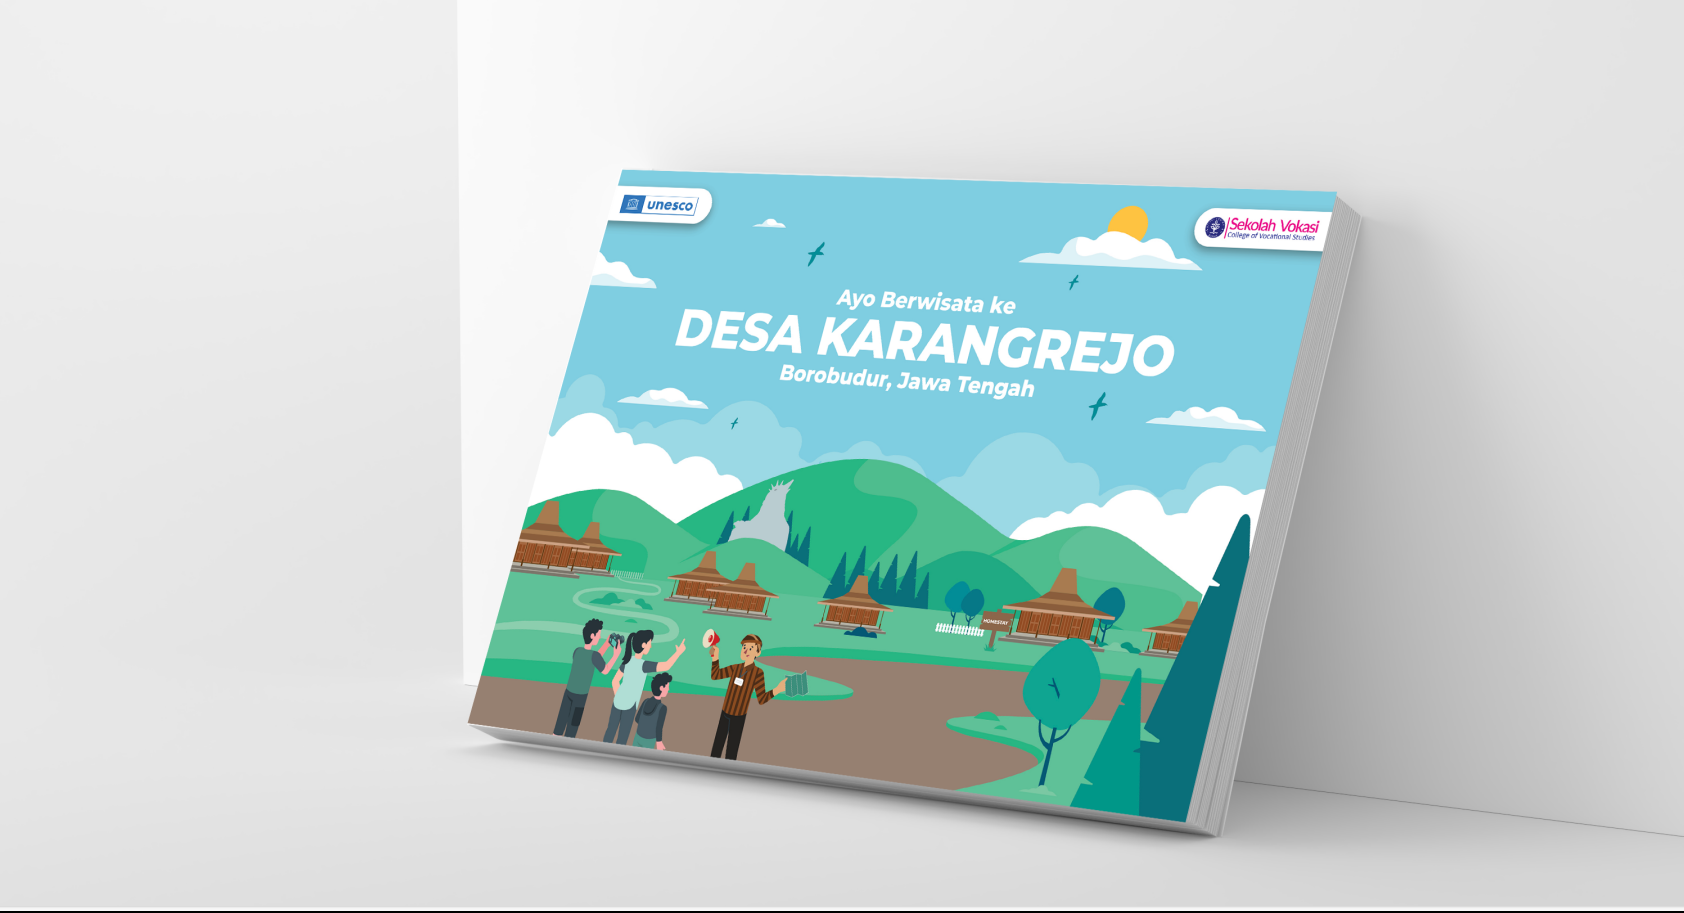 unesco
Sekolah Vokasi
College of Vocational Studies
Ayo Berwisata ke
DESA KARANGREJO
Borobudur, Jawa Tengah
HOMESTAY